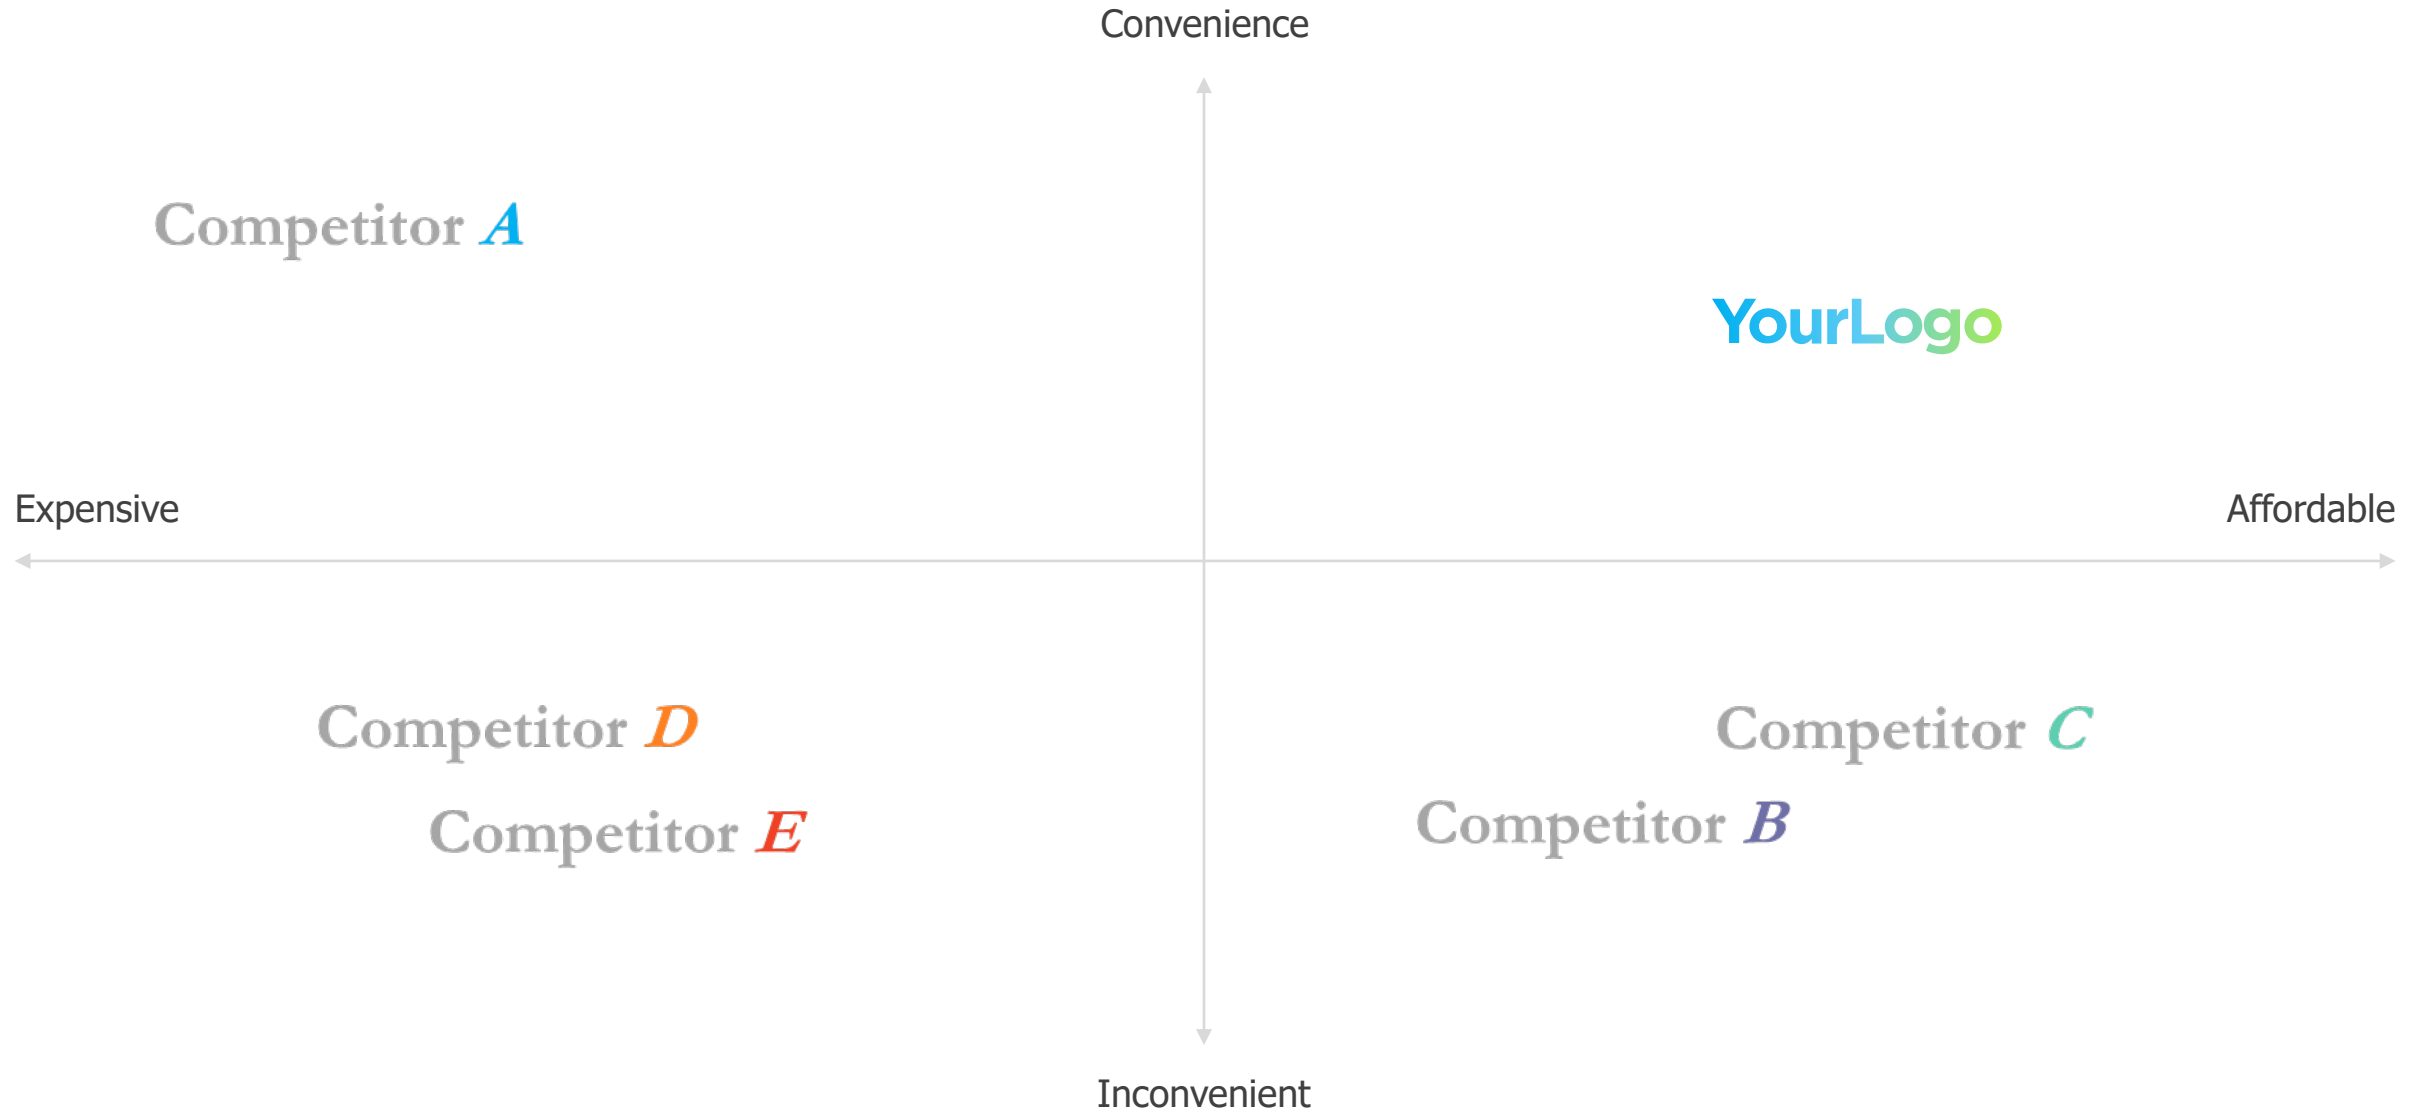 Convenience
Competitor A
YourLogo
Expensive
Affordable
Competitor D
Competitor C
Competitor E
Competitor B
Inconvenient